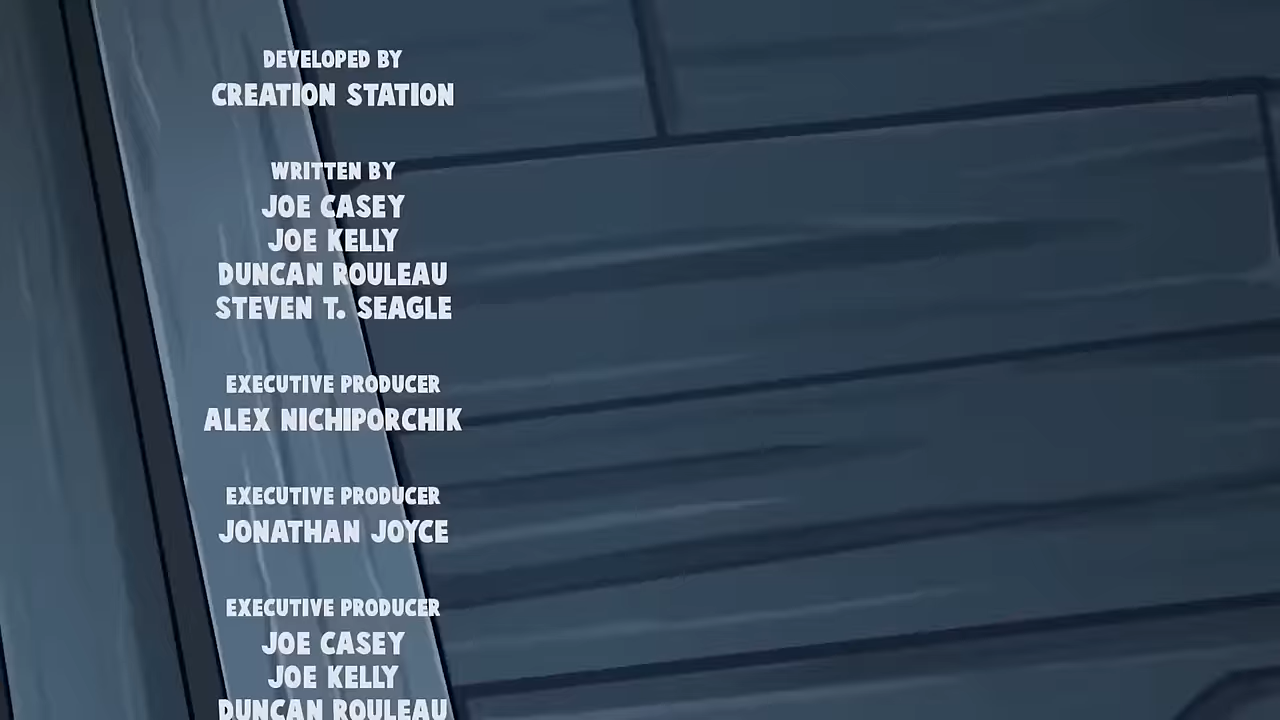 DEVELOPED BY
CREATION STATION
WRITTEN BY
JOE CASEY
JOE KELLY
DUNCAN ROULEAU
STEVEN T. SEAGLE
EXECUTIVE PRODUCER
ALEX NICHIPORCHIK
EXECUTIVE PRODUCER
JONATHAN JOYCE
EXECUTIVE PRODUCER
JOE CASEY
JOE KELLY
DUNCAN ROULEAU